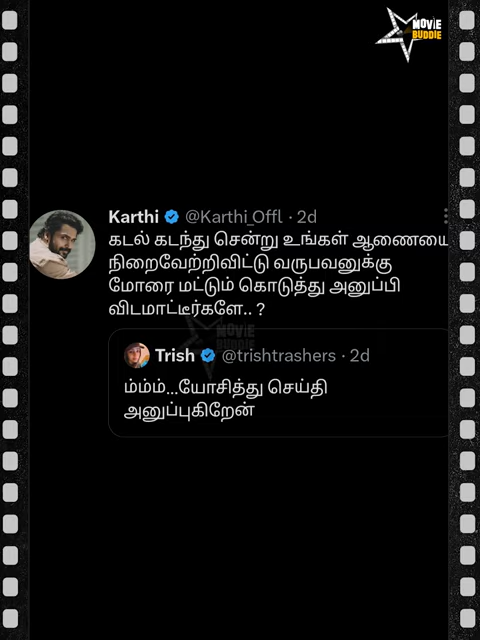 MOVIE
BUDDIE
Karthi @Karthi_Offl · 2d
கடல் கடந்து சென்று உங்கள் ஆணையை
நிறைவேற்றிவிட்டு வருபவனுக்கு
மோரை மட்டும் கொடுத்து அனுப்பி
விடமாட்டீர்களே.. ?
MOVIE
BUDDIE
Trish @trishtrashers · 2d
ம்ம்ம்...யோசித்து செய்தி
அனுப்புகிறேன்